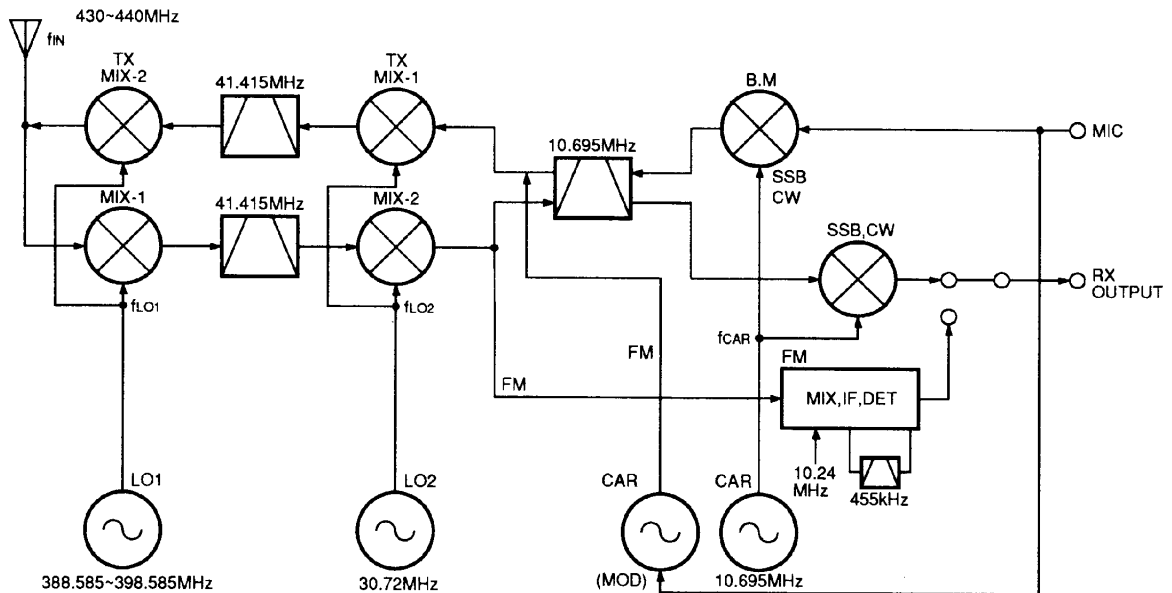 430~440MHz
fIN
TX
MIX-2
41.415MHz
TX
MIX-1
B.M
10.695MHz
MIC
SSB
CW
MIX-1
41.415MHz
MIX-2
SSB,CW
RX
OUTPUT
fLO1
fLO2
fCAR
FM
FM
FM
MIX,IF,DET
10.24
MHz
455kHz
LO1
LO2
CAR
CAR
388.585~398.585MHz
30.72MHz
(MOD)
10.695MHz